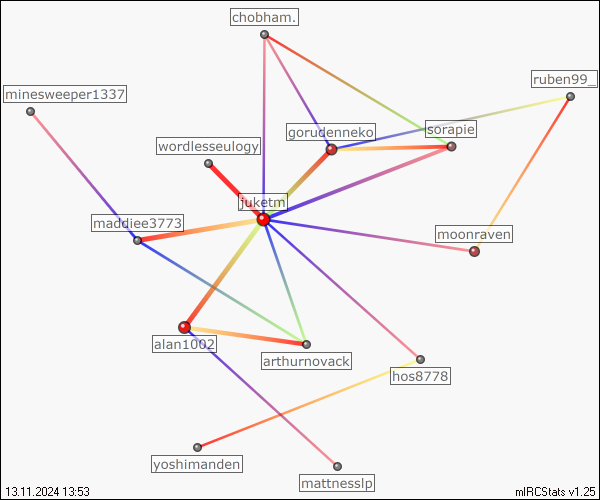 chobham.
ruben99_
minesweeper1337
gorudenneko
sorapie
wordlesseulogy
juketm
maddiee3773
moonraven
alan1002
arthurnovack
hos8778
yoshimanden
mattnesslp
13.11.2024 13:53
mIRCStats v1.25